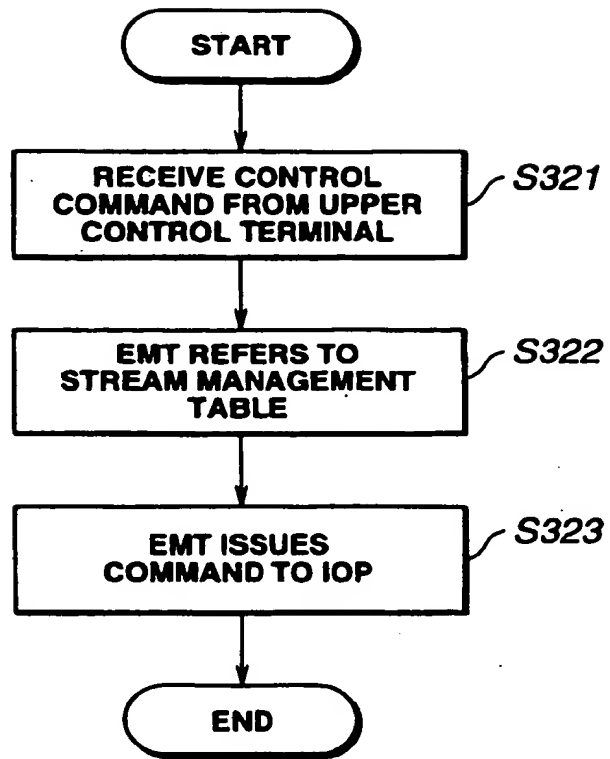 START
RECEIVE CONTROL
COMMAND FROM UPPER
CONTROL TERMINAL
S321
EMT REFERS TO
STREAM MANAGEMENT
TABLE
S322
EMT ISSUES
COMMAND TO IOP
S323
END